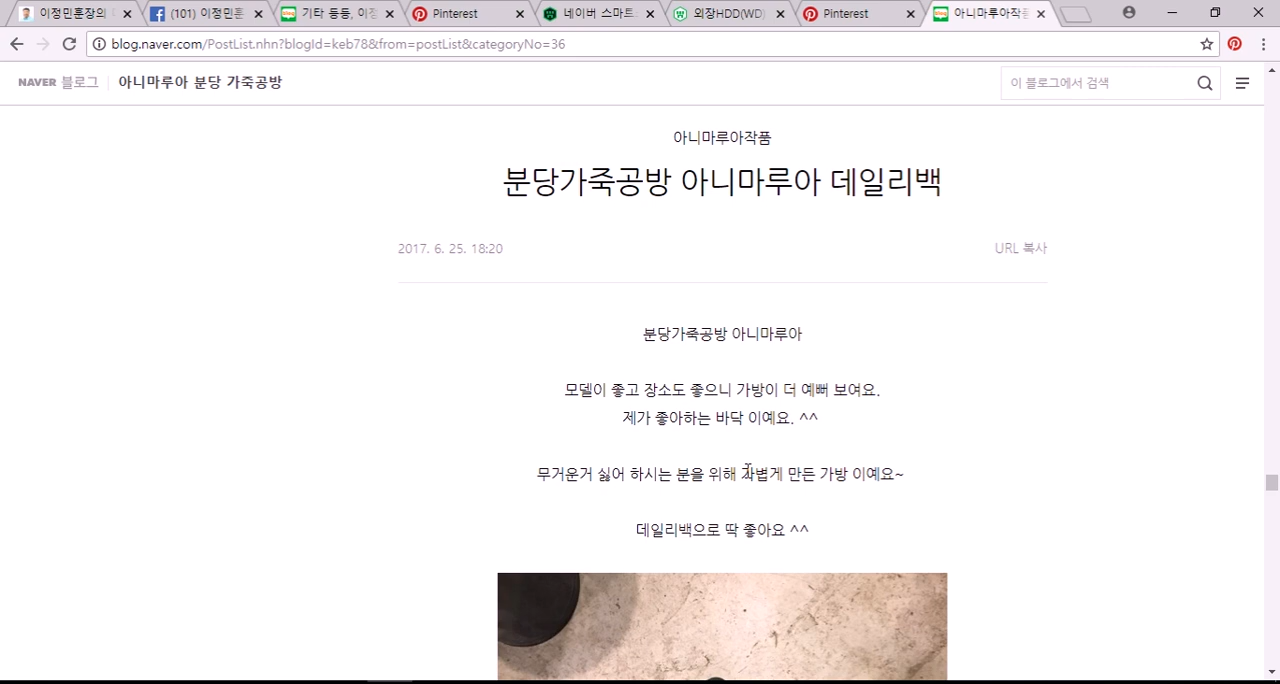 이정민훈장의
(101) 이정민훈
기타 등등, 이정
Pinterest
네이버 스마트
외장HDD(WD)
Pinterest
아니마루아작품
blog.naver.com/PostList.nhn?blogId=keb78&from=postList&categoryNo=36
NAVER 블로그
아니마루아 분당 가죽공방
이 블로그에서 검색
아니마루아작품
분당가죽공방 아니마루아 데일리백
2017. 6. 25. 18:20
URL 복사
분당가죽공방 아니마루아
모델이 좋고 장소도 좋으니 가방이 더 예뻐 보여요.
제가 좋아하는 바닥 이예요. ^^
무거운거 싫어 하시는 분을 위해 가볍게 만든 가방 이예요~
데일리백으로 딱 좋아요 ^^